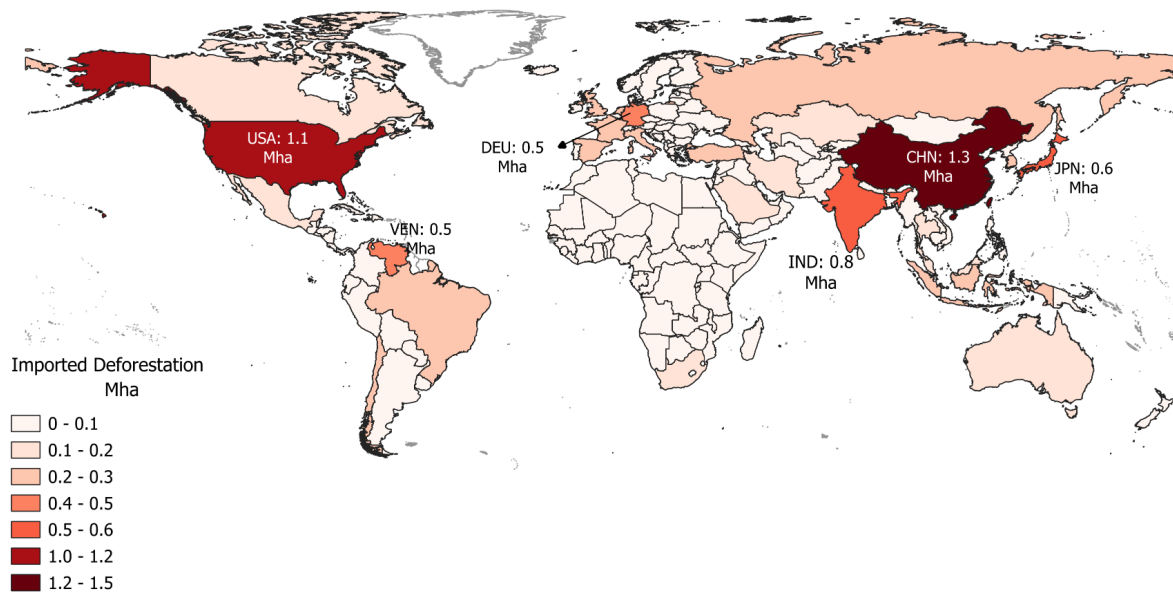 USA: 1.1
Mha
DEU: 0.5
Mha
CHN: 1.3
Mha
JPN: 0.6
Mha
VEN: 0.5
Mha
IND: 0.8
Mha
Imported Deforestation
Mha
0 - 0.1
0.1 - 0.2
0.2 - 0.3
0.4 - 0.5
0.5 - 0.6
1.0 - 1.2
1.2 - 1.5